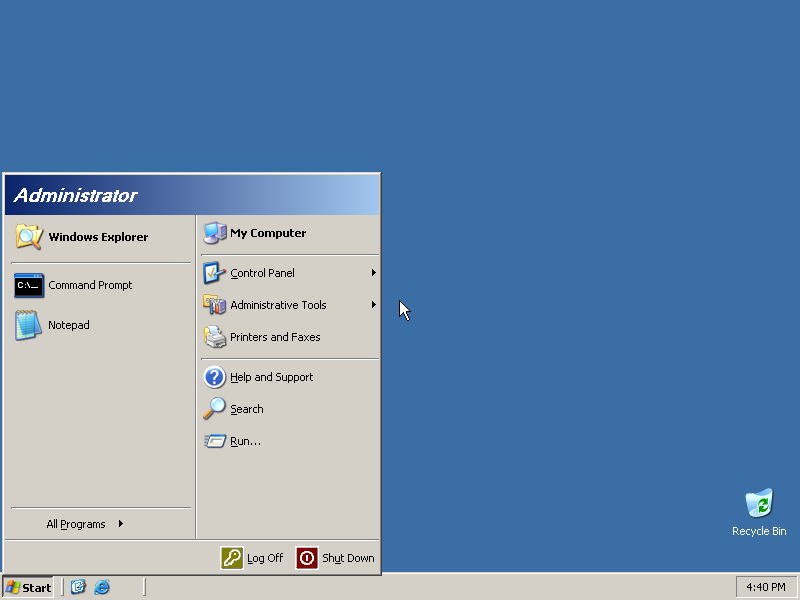 Administrator
Windows Explorer
Command Prompt
Notepad
All Programs
My Computer
Control Panel
Administrative Tools
Printers and Faxes
Help and Support
Search
Run...
Log Off
Shut Down
Recycle Bin
Start
4:40 PM
C:\_